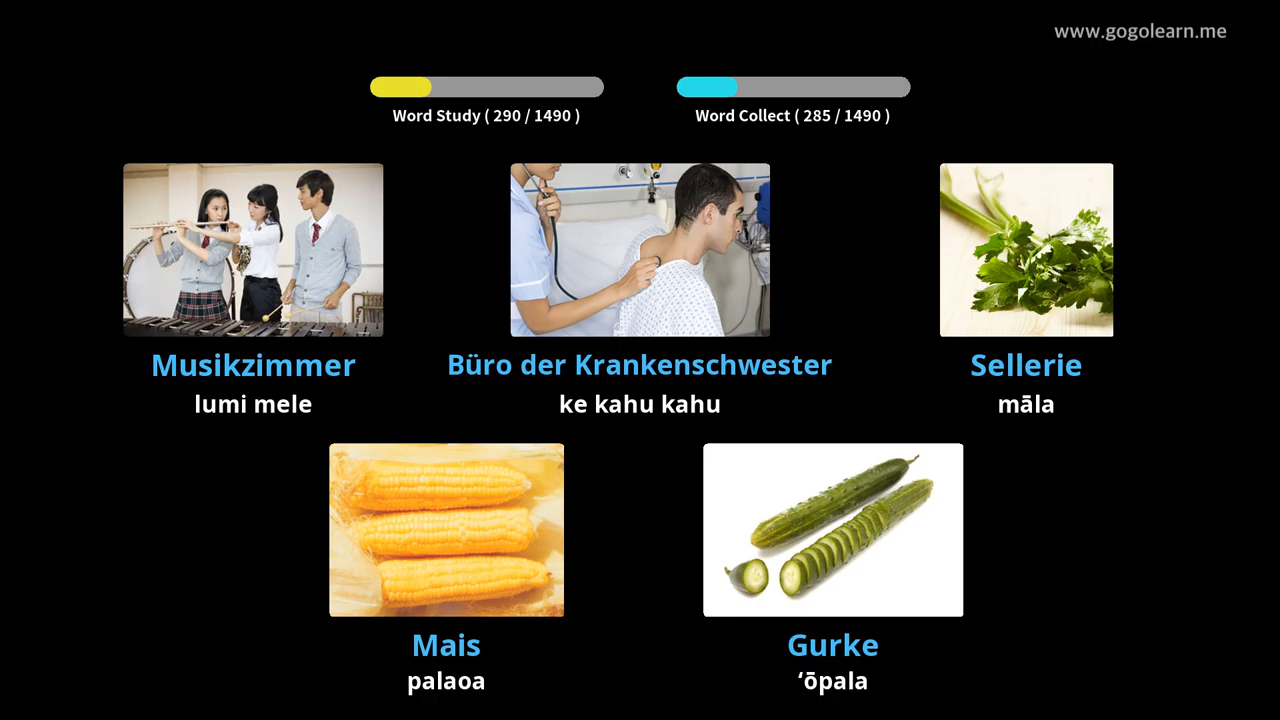 www.gogolearn.me
Word Study ( 290 / 1490 )
Word Collect ( 285 / 1490 )
Musikzimmer
lumi mele
Büro der Krankenschwester
ke kahu kahu
Sellerie
māla
Mais
palaoa
Gurke
ʻōpala